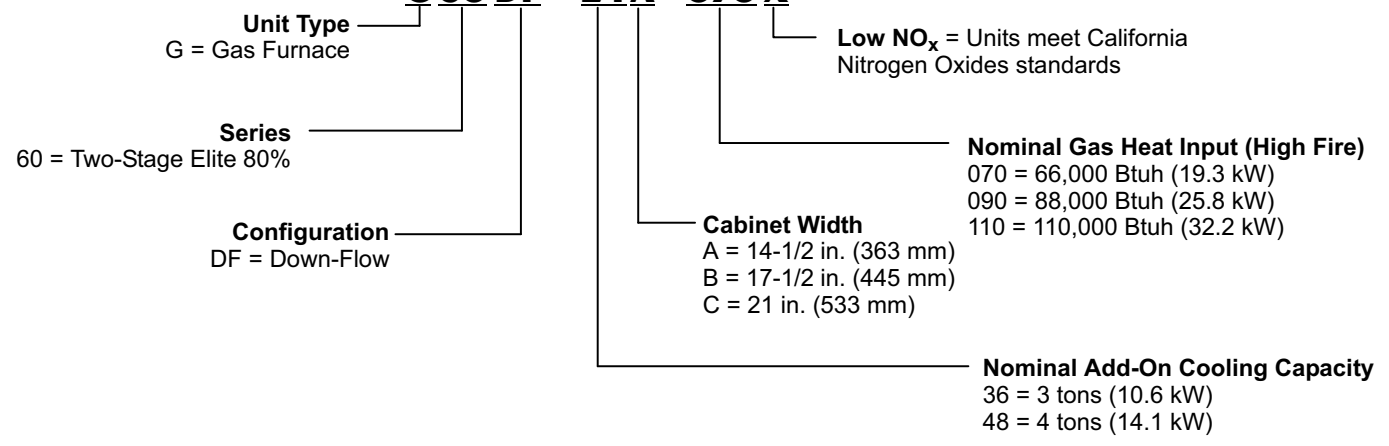 Unit Type
G = Gas Furnace
Low NOx = Units meet California
Nitrogen Oxides standards
Series
60 = Two-Stage Elite 80%
Nominal Gas Heat Input (High Fire)
070 = 66,000 Btuh (19.3 kW)
090 = 88,000 Btuh (25.8 kW)
110 = 110,000 Btuh (32.2 kW)
Configuration
DF = Down-Flow
Cabinet Width
A = 14-1/2 in. (363 mm)
B = 17-1/2 in. (445 mm)
C = 21 in. (533 mm)
Nominal Add-On Cooling Capacity
36 = 3 tons (10.6 kW)
48 = 4 tons (14.1 kW)